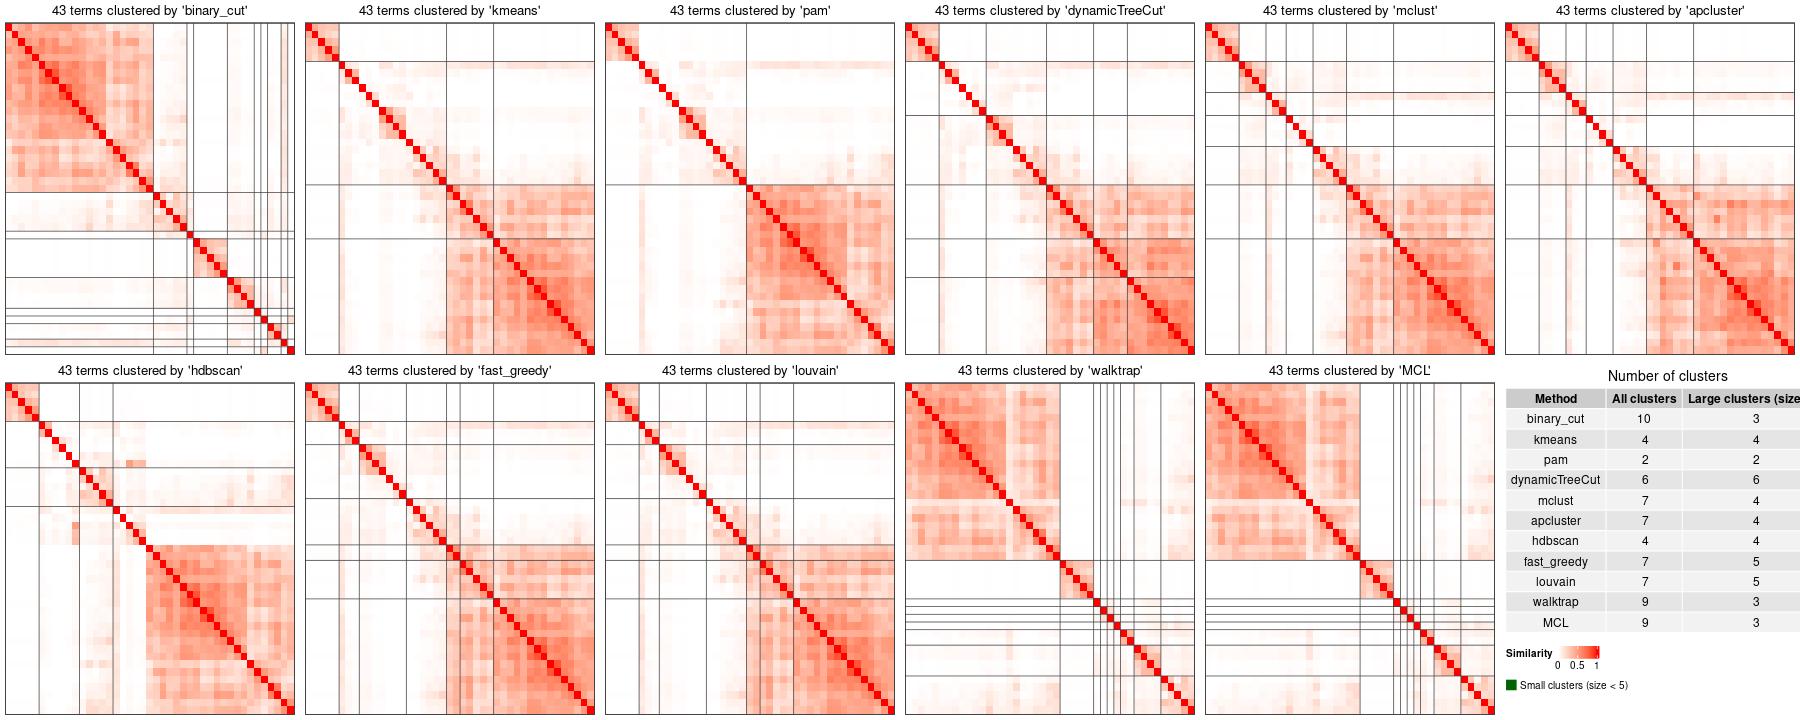 43 terms clustered by 'binary_cut'
43 terms clustered by 'kmeans'
43 terms clustered by 'pam'
43 terms clustered by 'dynamicTreeCut'
43 terms clustered by 'mclust'
43 terms clustered by 'apcluster'
43 terms clustered by 'hdbscan'
43 terms clustered by 'fast_greedy'
43 terms clustered by 'louvain'
43 terms clustered by 'walktrap'
43 terms clustered by 'MCL'
Number of clusters
Method All clusters Large clusters (size
binary_cut 10 3
kmeans 4 4
pam 2 2
dynamicTreeCut 6 6
mclust 7 4
apcluster 7 4
hdbscan 4 4
fast_greedy 7 5
louvain 7 5
walktrap 9 3
MCL 9 3
Similarity
0 0.5 1
Small clusters (size < 5)